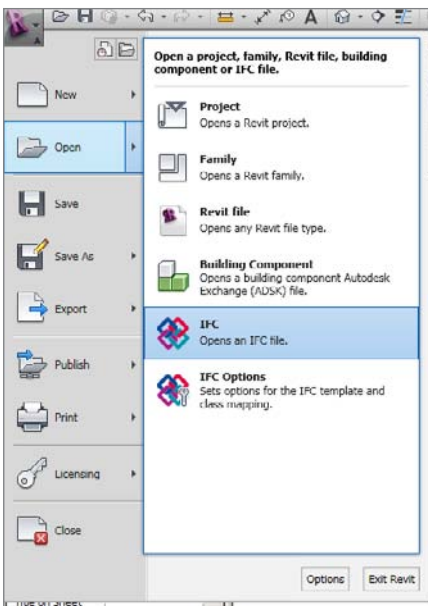 A
Open a project, family, Revit file, building
component or IFC file.
New
Open
Save
Save As
Export
Publish
Print
Licensing
Close
Project
Opens a Revit project.
Family
Opens a Revit family.
Revit file
Opens any Revit file type.
Building Component
Opens a building component Autodesk
Exchange (ADSK) file.
IFC
Opens an IFC file.
IFC Options
Sets options for the IFC template and
class mapping.
Options
Exit Revit
on Sheet